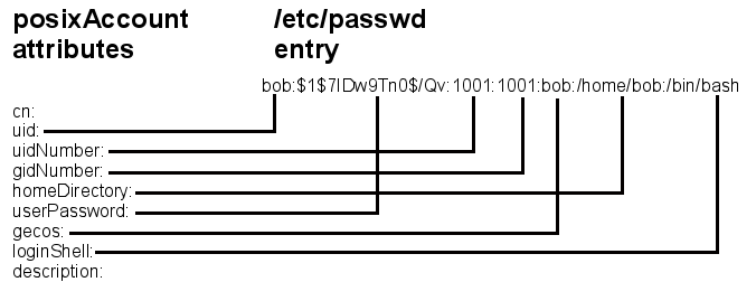 posixAccount attributes
/etc/passwd entry
bob:$1$7IDw9Tn0$/Qv: 1001: 1001:bob:/home/bob:/bin/bash
cn:
uid:
uidNumber:
gidNumber:
homeDirectory:
userPassword:
gecos:
loginShell:
description: